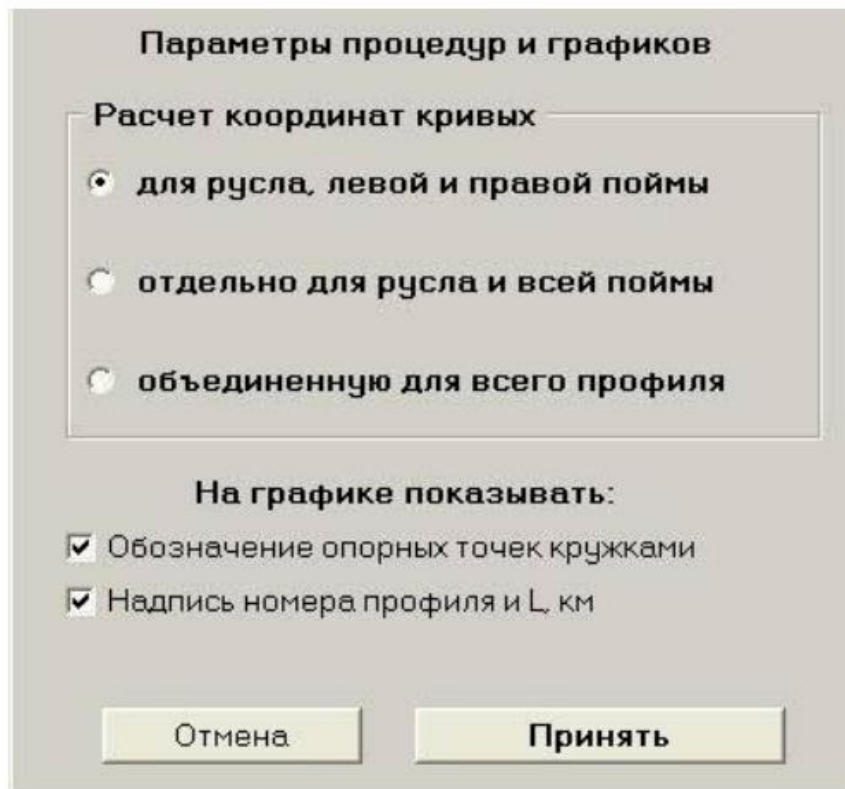 Параметры процедур и графиков
Расчет координат кривых
для русла, левой и правой поймы
отдельно для русла и всей поймы
объединенную для всего профиля
На графике показывать:
Обозначение опорных точек кружками
Надпись номера профиля и L, км
Отмена
Принять